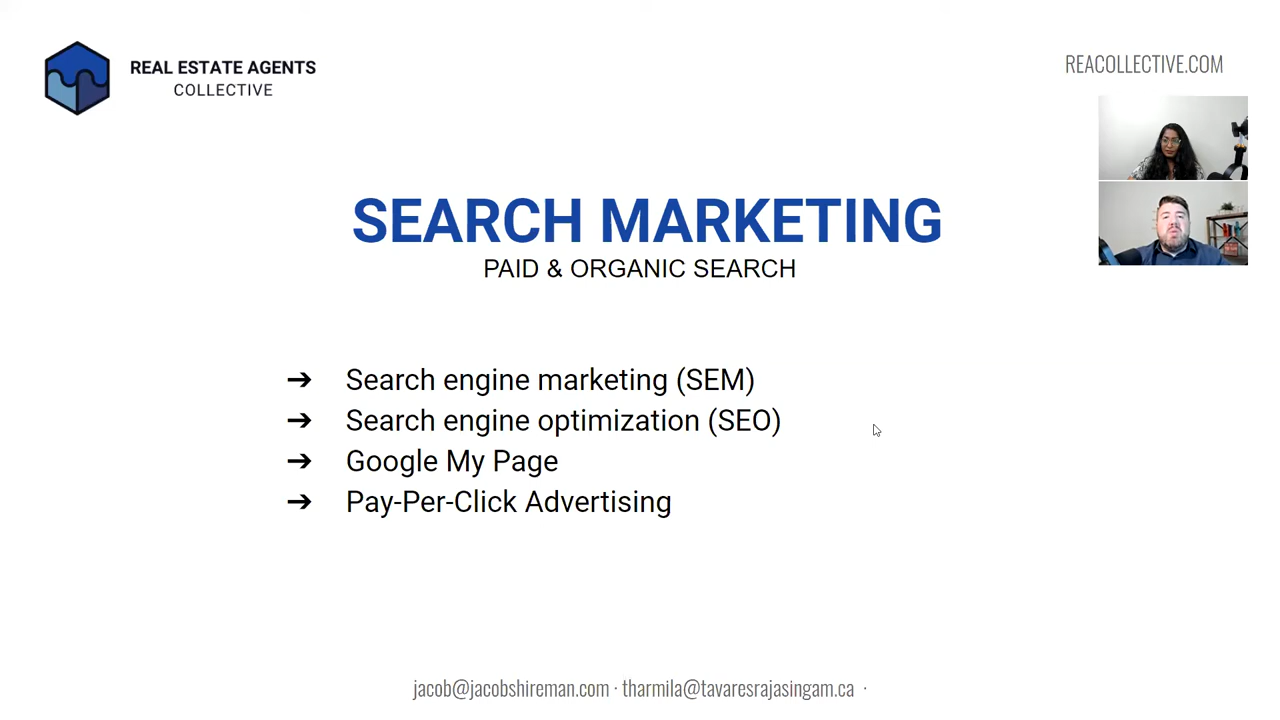 REAL ESTATE AGENTS
COLLECTIVE
REACOLLECTIVE.COM
SEARCH MARKETING
PAID & ORGANIC SEARCH
➔ Search engine marketing (SEM)
➔ Search engine optimization (SEO)
➔ Google My Page
➔ Pay-Per-Click Advertising
jacob@jacobshireman.com · tharmila@tavaresrajasingam.ca ·